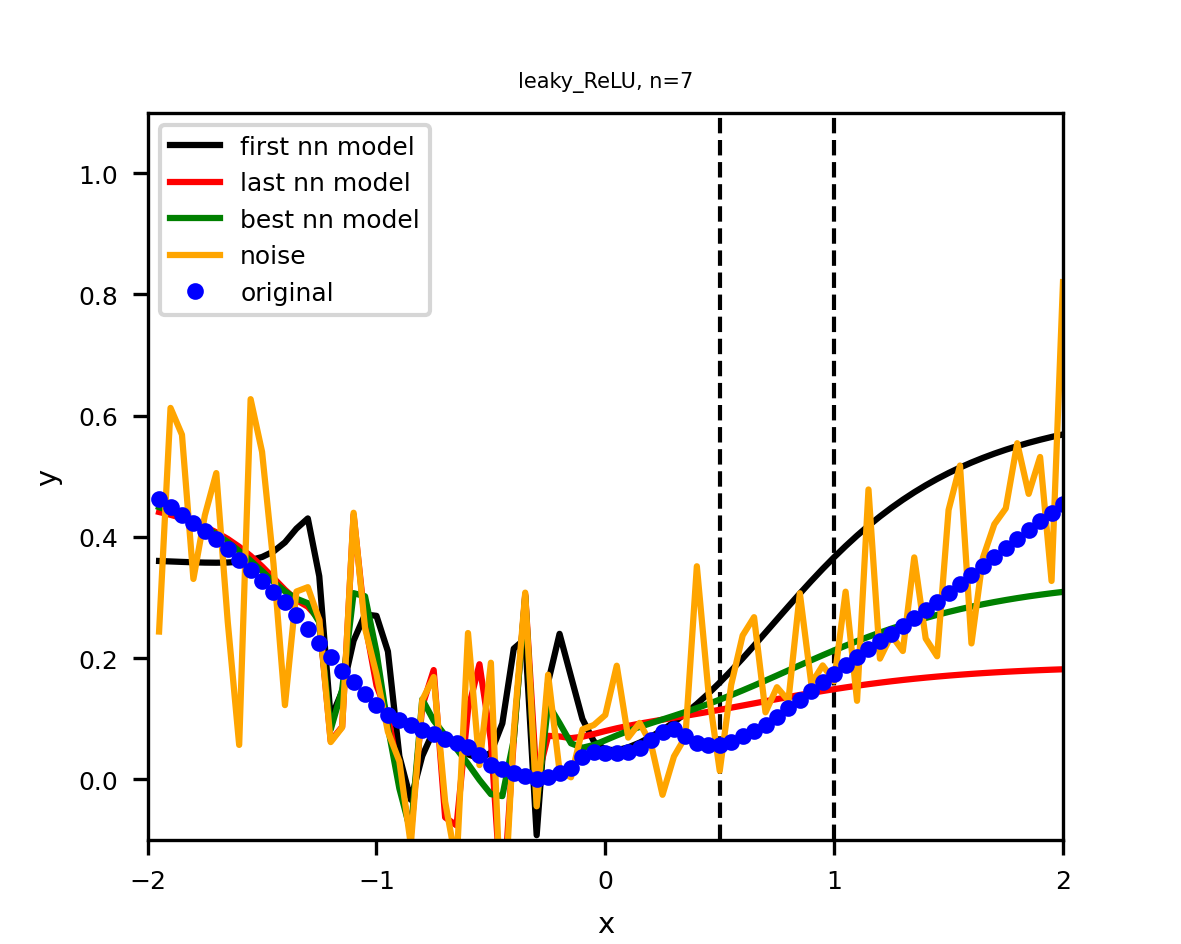 leaky_ReLU, n=7
first nn model
last nn model
best nn model
noise
original
1.0
0.8
0.6
0.4
0.2
0.0
y
−2
−1
0
1
2
x